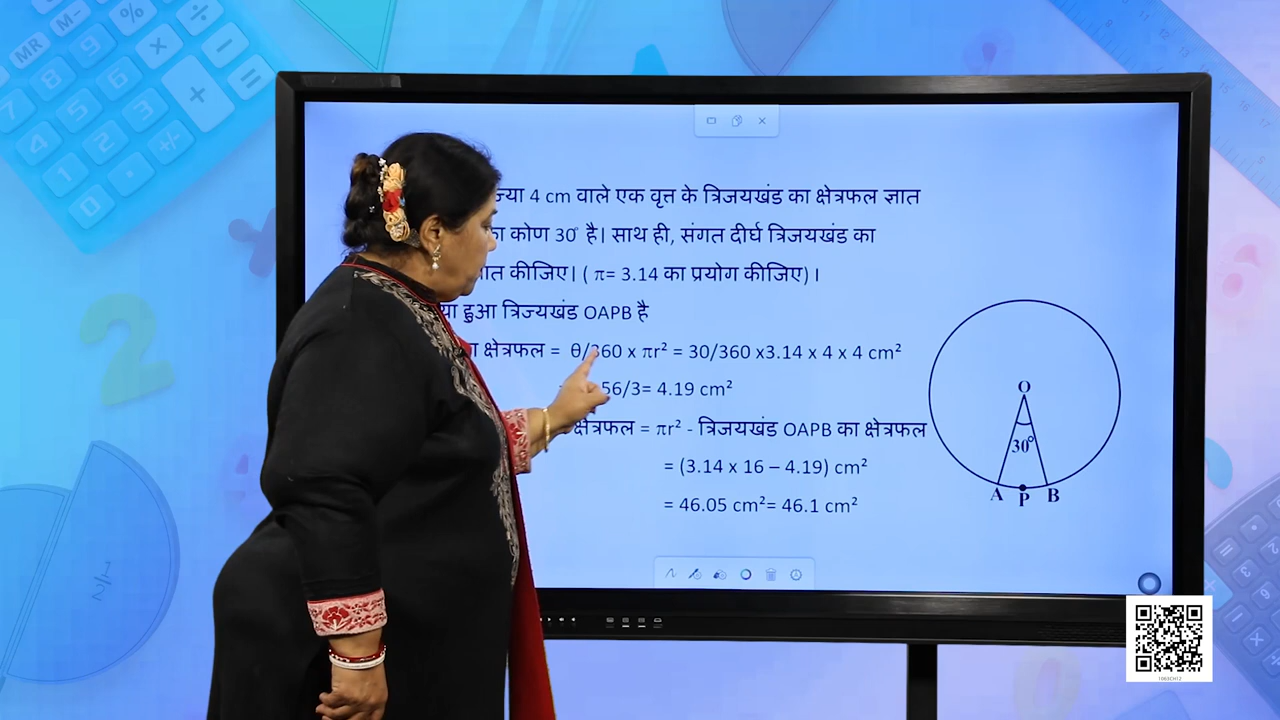 4 cm वाले एक वृत्त के त्रिजयखंड का क्षेत्रफल ज्ञात
कोण 30° है। साथ ही, संगत दीर्घ त्रिजयखंड का
कीजिए। ( π= 3.14 का प्रयोग कीजिए) ।
हुआ त्रिज्यखंड OAPB है
क्षेत्रफल = θ/360 x πr² = 30/360 x3.14 x 4 x 4 cm²
56/3= 4.19 cm²
क्षेत्रफल = πr² - त्रिजयखंड OAPB का क्षेत्रफल
= (3.14 x 16 – 4.19) cm²
= 46.05 cm²= 46.1 cm²
O
30°
A P B